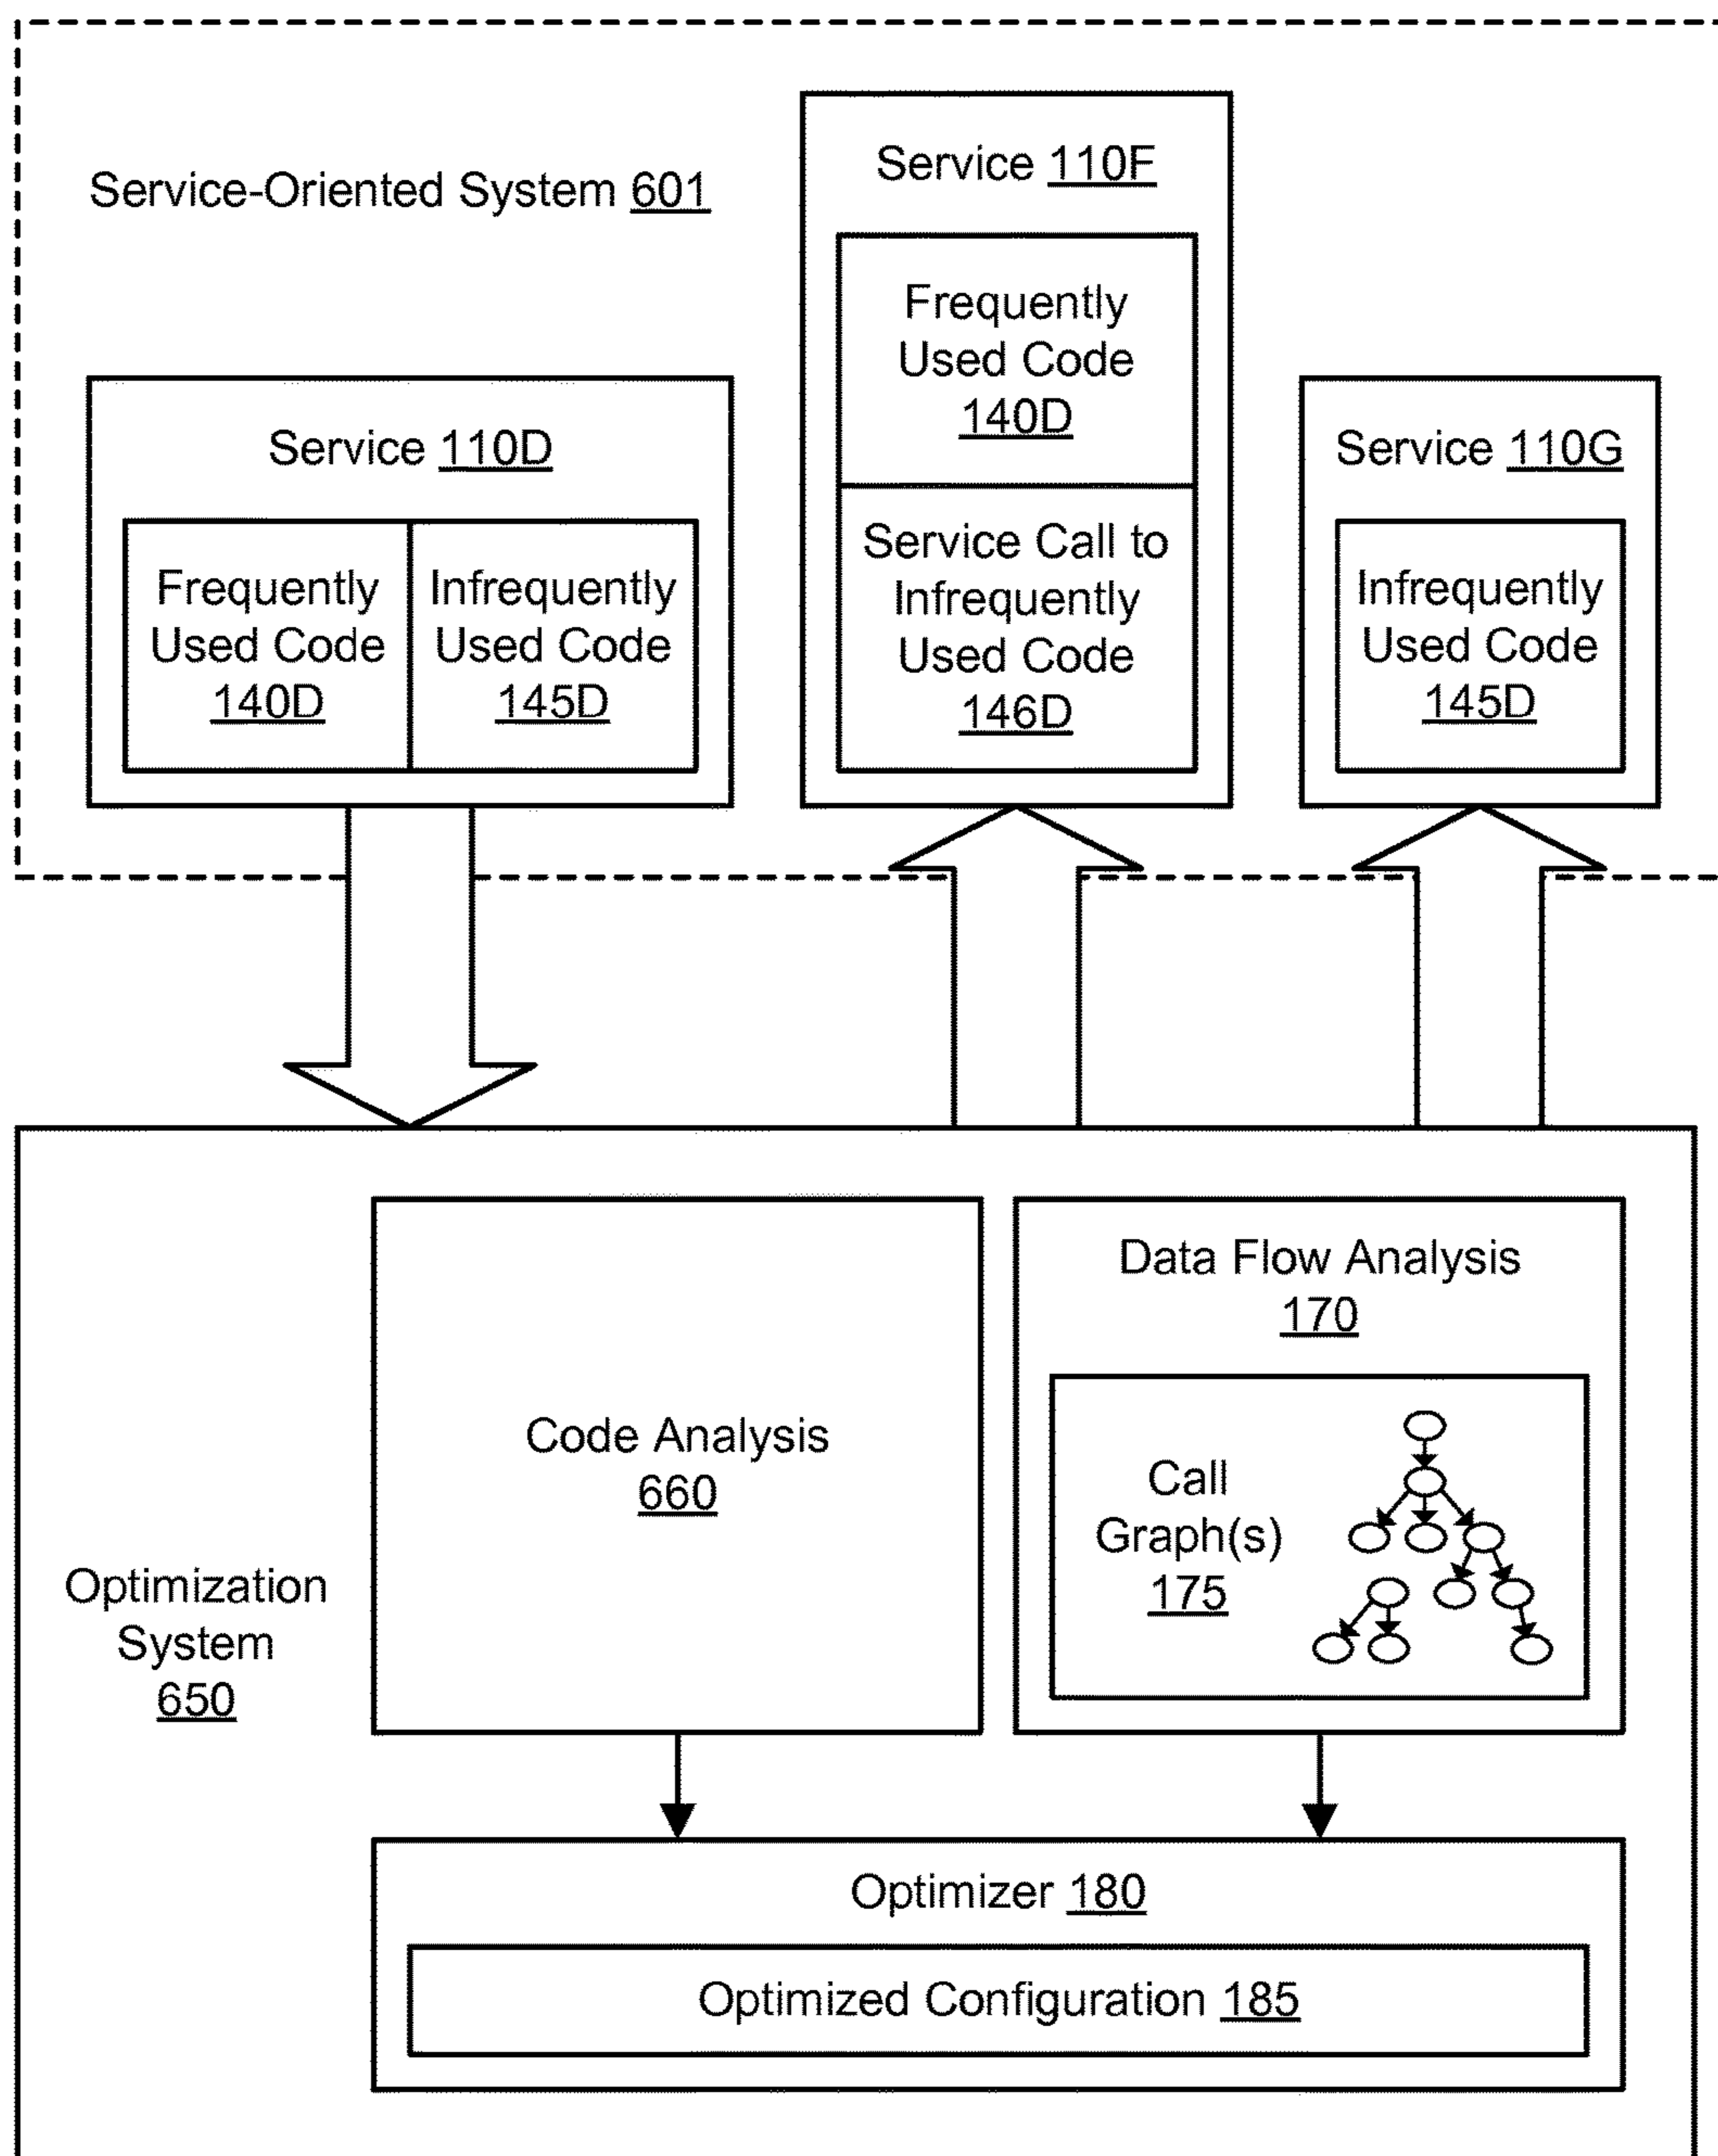 Service-Oriented System 601
Service 110D
Frequently
Used Code
140D
Infrequently
Used Code
145D
Service 110F
Frequently
Used Code
140D
Service Call to
Infrequently
Used Code
146D
Service 110G
Infrequently
Used Code
145D
Optimization
System
650
Code Analysis
660
Data Flow Analysis
170
Call
Graph(s)
175
Optimizer 180
Optimized Configuration 185